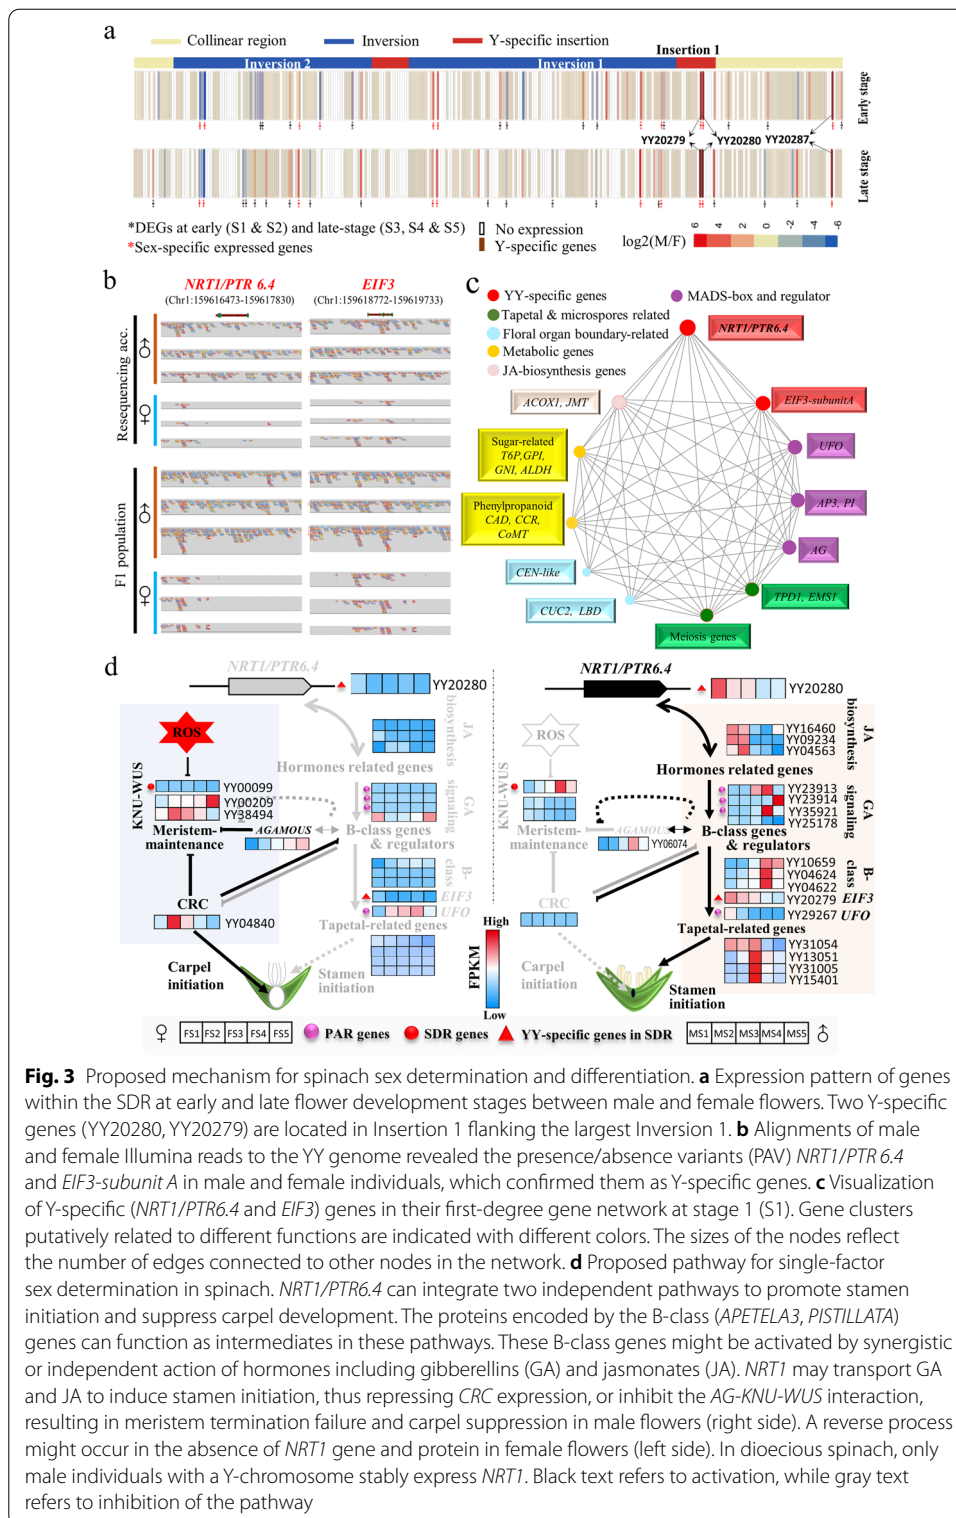 a
Collinear region
Inversion
Y-specific insertion
Insertion 1
Inversion 2
Inversion 1
Early stage
YY20279
YY20280
YY20287
Late stage
*DEGs at early (S1 & S2) and late-stage (S3, S4 & S5)
*Sex-specific expressed genes
No expression
Y-specific genes
log2(M/F)
6 4 2 0 -2 -4 -6
b
NRT1/PTR 6.4
(Chr1:159616473-159617830)
EIF3
(Chr1:159618772-159619733)
Resequencing acc.
♂
♀
F1 population
♂
♀
c
YY-specific genes
Tapetal & microspores related
Floral organ boundary-related
Metabolic genes
JA-biosynthesis genes
MADS-box and regulator
NRT1/PTR6.4
EIF3-subunitA
UFO
AP3, PI
AG
TPD1, EMS1
Meiosis genes
CUC2, LBD
CEN-like
Phenylpropanoid
CAD, CCR,
CoMT
Sugar-related
T6P,GPI,
GNI, ALDH
ACOX1, JMT
d
NRT1/PTR6.4
YY20280
ROS
KNU-WUS
YY00099
YY00209
YY38494
Meristem-
maintenance
AGAMOUS
CRC
YY04840
Carpel
initiation
JA
biosynthesis
Hormones related genes
GA
signaling
B-class genes
& regulators
B-
class
EIF3
UFO
Tapetal-related genes
Stamen
initiation
NRT1/PTR6.4
YY20280
ROS
KNU-WUS
Meristem-
maintenance
AGAMOUS
YY06074
CRC
Carpel
initiation
JA
biosynthesis
YY16460
YY09234
YY04563
Hormones related genes
GA
signaling
YY23913
YY23914
YY35921
YY25178
B-class genes
& regulators
B-
class
YY10659
YY04624
YY04622
YY20279 EIF3
YY29267 UFO
Tapetal-related genes
YY31054
YY13051
YY31005
YY15401
Stamen
initiation
High
FPKM
Low
♀ FS1 FS2 FS3 FS4 FS5
PAR genes
SDR genes
YY-specific genes in SDR
MS1 MS2 MS3 MS4 MS5 ♂
Fig. 3 Proposed mechanism for spinach sex determination and differentiation. a Expression pattern of genes
within the SDR at early and late flower development stages between male and female flowers. Two Y-specific
genes (YY20280, YY20279) are located in Insertion 1 flanking the largest Inversion 1. b Alignments of male
and female Illumina reads to the YY genome revealed the presence/absence variants (PAV) NRT1/PTR 6.4
and EIF3-subunit A in male and female individuals, which confirmed them as Y-specific genes. c Visualization
of Y-specific (NRT1/PTR6.4 and EIF3) genes in their first-degree gene network at stage 1 (S1). Gene clusters
putatively related to different functions are indicated with different colors. The sizes of the nodes reflect
the number of edges connected to other nodes in the network. d Proposed pathway for single-factor
sex determination in spinach. NRT1/PTR6.4 can integrate two independent pathways to promote stamen
initiation and suppress carpel development. The proteins encoded by the B-class (APETELA3, PISTILLATA)
genes can function as intermediates in these pathways. These B-class genes might be activated by synergistic
or independent action of hormones including gibberellins (GA) and jasmonates (JA). NRT1 may transport GA
and JA to induce stamen initiation, thus repressing CRC expression, or inhibit the AG-KNU-WUS interaction,
resulting in meristem termination failure and carpel suppression in male flowers (right side). A reverse process
might occur in the absence of NRT1 gene and protein in female flowers (left side). In dioecious spinach, only
male individuals with a Y-chromosome stably express NRT1. Black text refers to activation, while gray text
refers to inhibition of the pathway